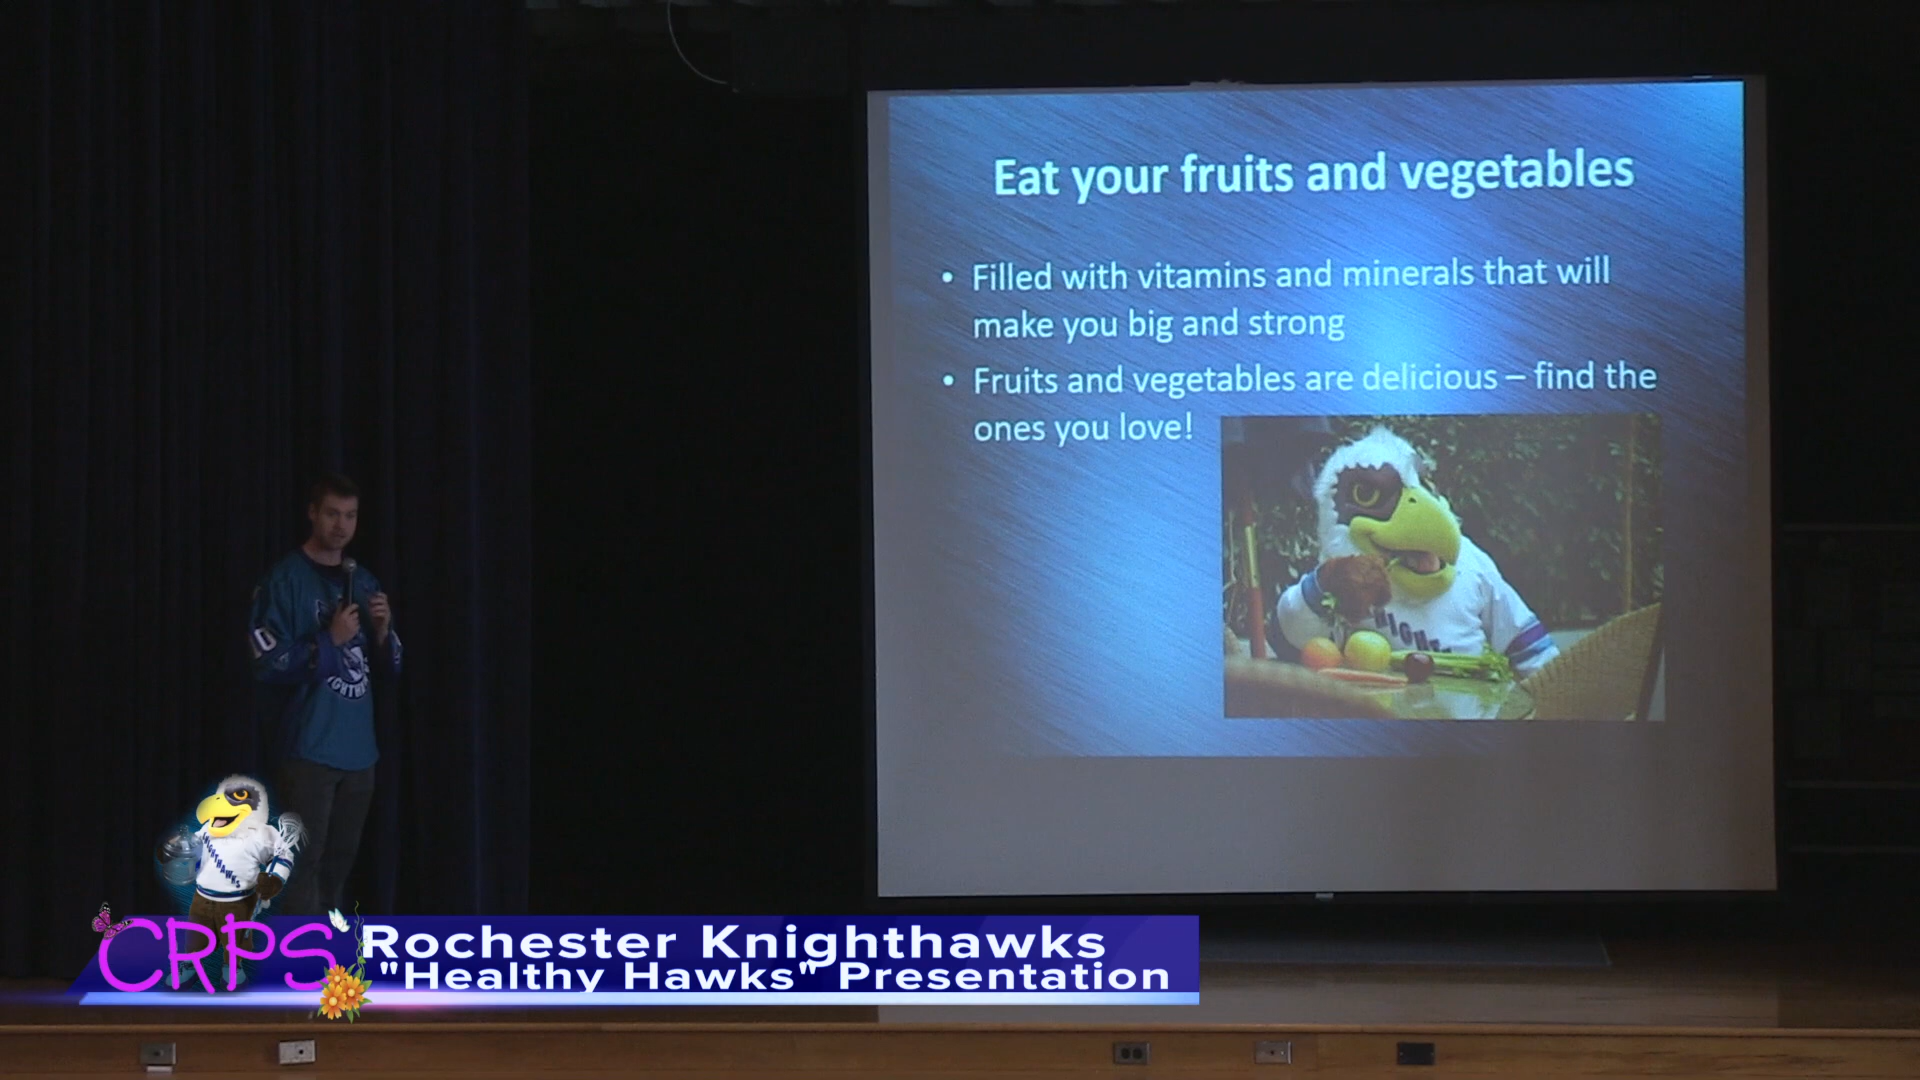 Eat your fruits and vegetables
• Filled with vitamins and minerals that will
make you big and strong
• Fruits and vegetables are delicious – find the
ones you love!
KNIGHTHAWKS
CRPS
Rochester Knighthawks
"Healthy Hawks" Presentation